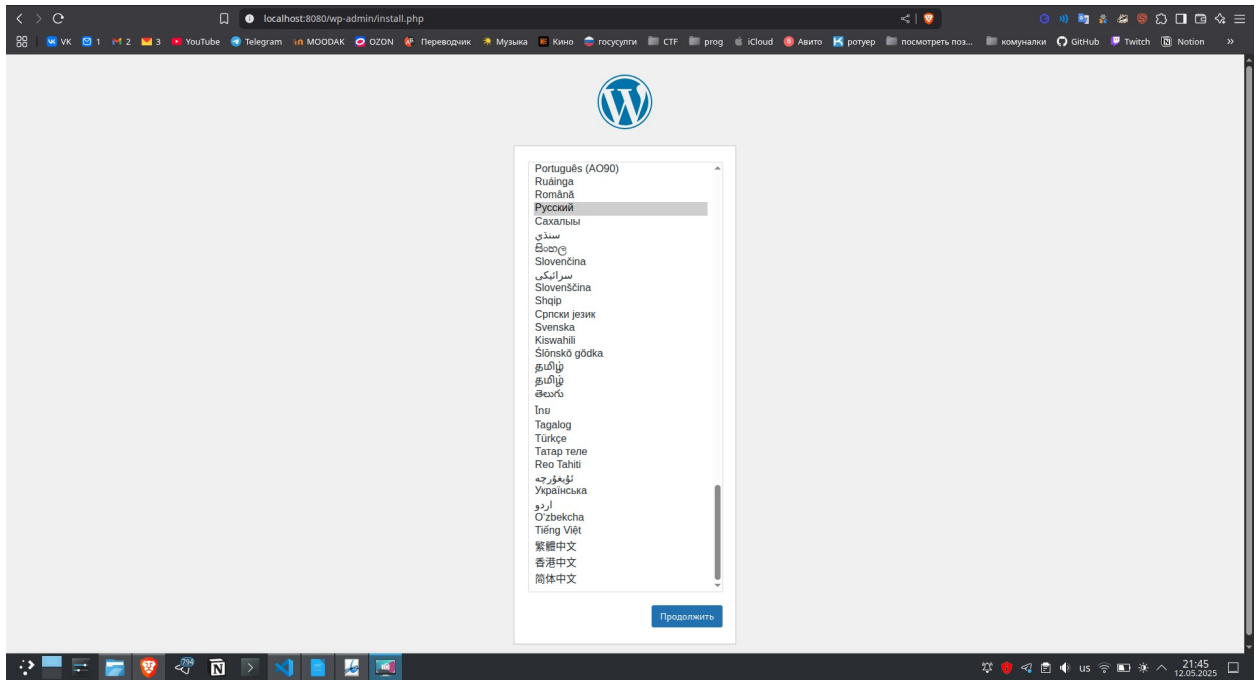 localhost:8080/wp-admin/install.php
VK 1 2 3 YouTube Telegram MOODAK OZON Переводчик Музыка Кино госуслуги CTF prog iCloud Авито ротуер посмотреть поз... комуналки GitHub Twitch Notion »
Português (AO90)
Ruáinga
Română
Русский
Сахалыы
سنڌي
සිංහල
Slovenčina
سرائیکی
Slovenščina
Shqip
Српски језик
Svenska
Kiswahili
Ślōnskŏ gŏdka
தமிழ்
தமிழ்
తెలుగు
ไทย
Tagalog
Türkçe
Татар теле
Reo Tahiti
ئۇيغۇرچە
Українська
اردو
O‘zbekcha
Tiếng Việt
繁體中文
香港中文
简体中文
Продолжить
794
us 21:45
12.05.2025